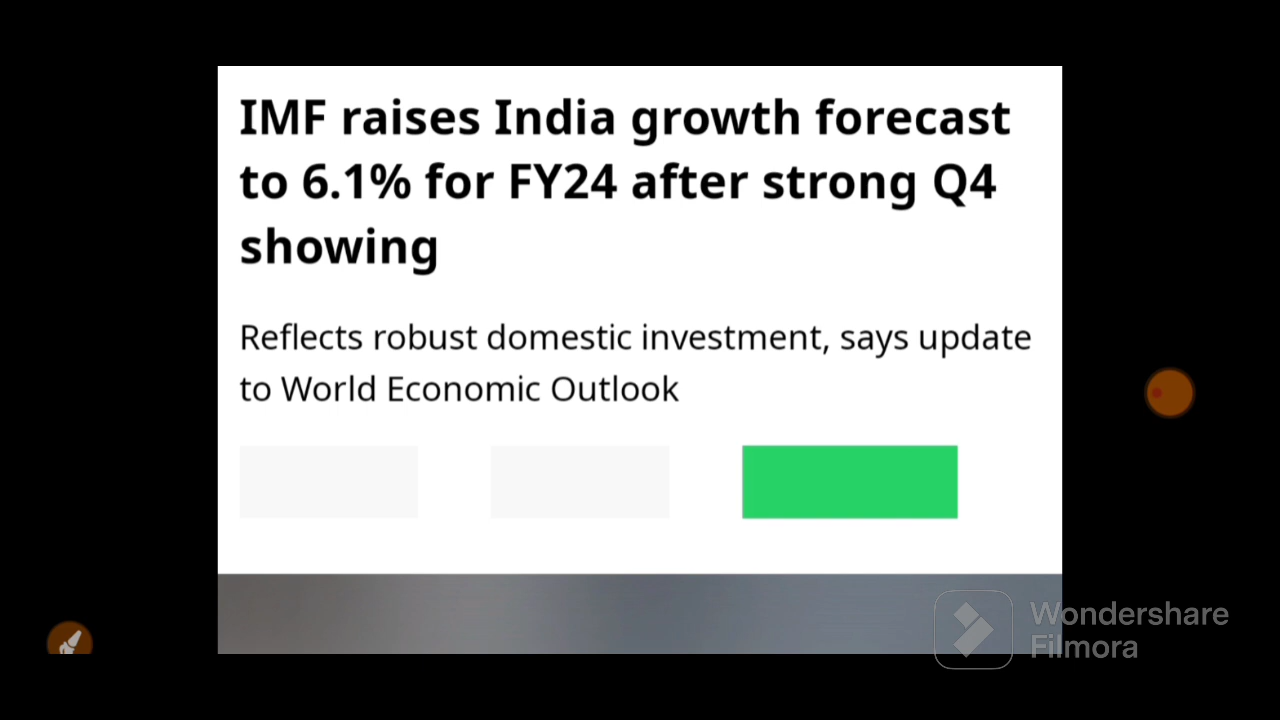 IMF raises India growth forecast
to 6.1% for FY24 after strong Q4
showing
Reflects robust domestic investment, says update
to World Economic Outlook
Wondershare
Filmora